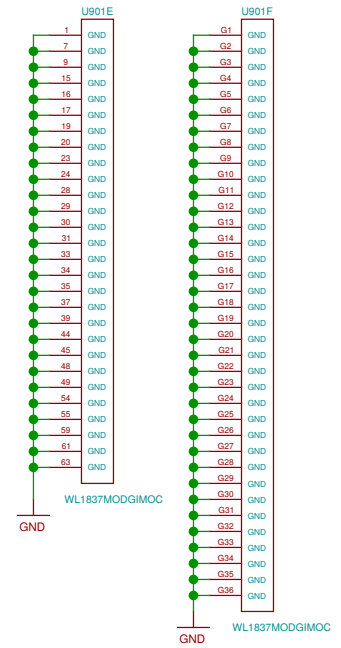 U901E
1 GND
7 GND
9 GND
15 GND
16 GND
17 GND
19 GND
20 GND
23 GND
24 GND
28 GND
29 GND
30 GND
31 GND
33 GND
34 GND
35 GND
37 GND
39 GND
44 GND
45 GND
48 GND
49 GND
54 GND
55 GND
59 GND
61 GND
63 GND
WL1837MODGIMOC
GND
U901F
G1 GND
G2 GND
G3 GND
G4 GND
G5 GND
G6 GND
G7 GND
G8 GND
G9 GND
G10 GND
G11 GND
G12 GND
G13 GND
G14 GND
G15 GND
G16 GND
G17 GND
G18 GND
G19 GND
G20 GND
G21 GND
G22 GND
G23 GND
G24 GND
G25 GND
G26 GND
G27 GND
G28 GND
G29 GND
G30 GND
G31 GND
G32 GND
G33 GND
G34 GND
G35 GND
G36 GND
WL1837MODGIMOC
GND